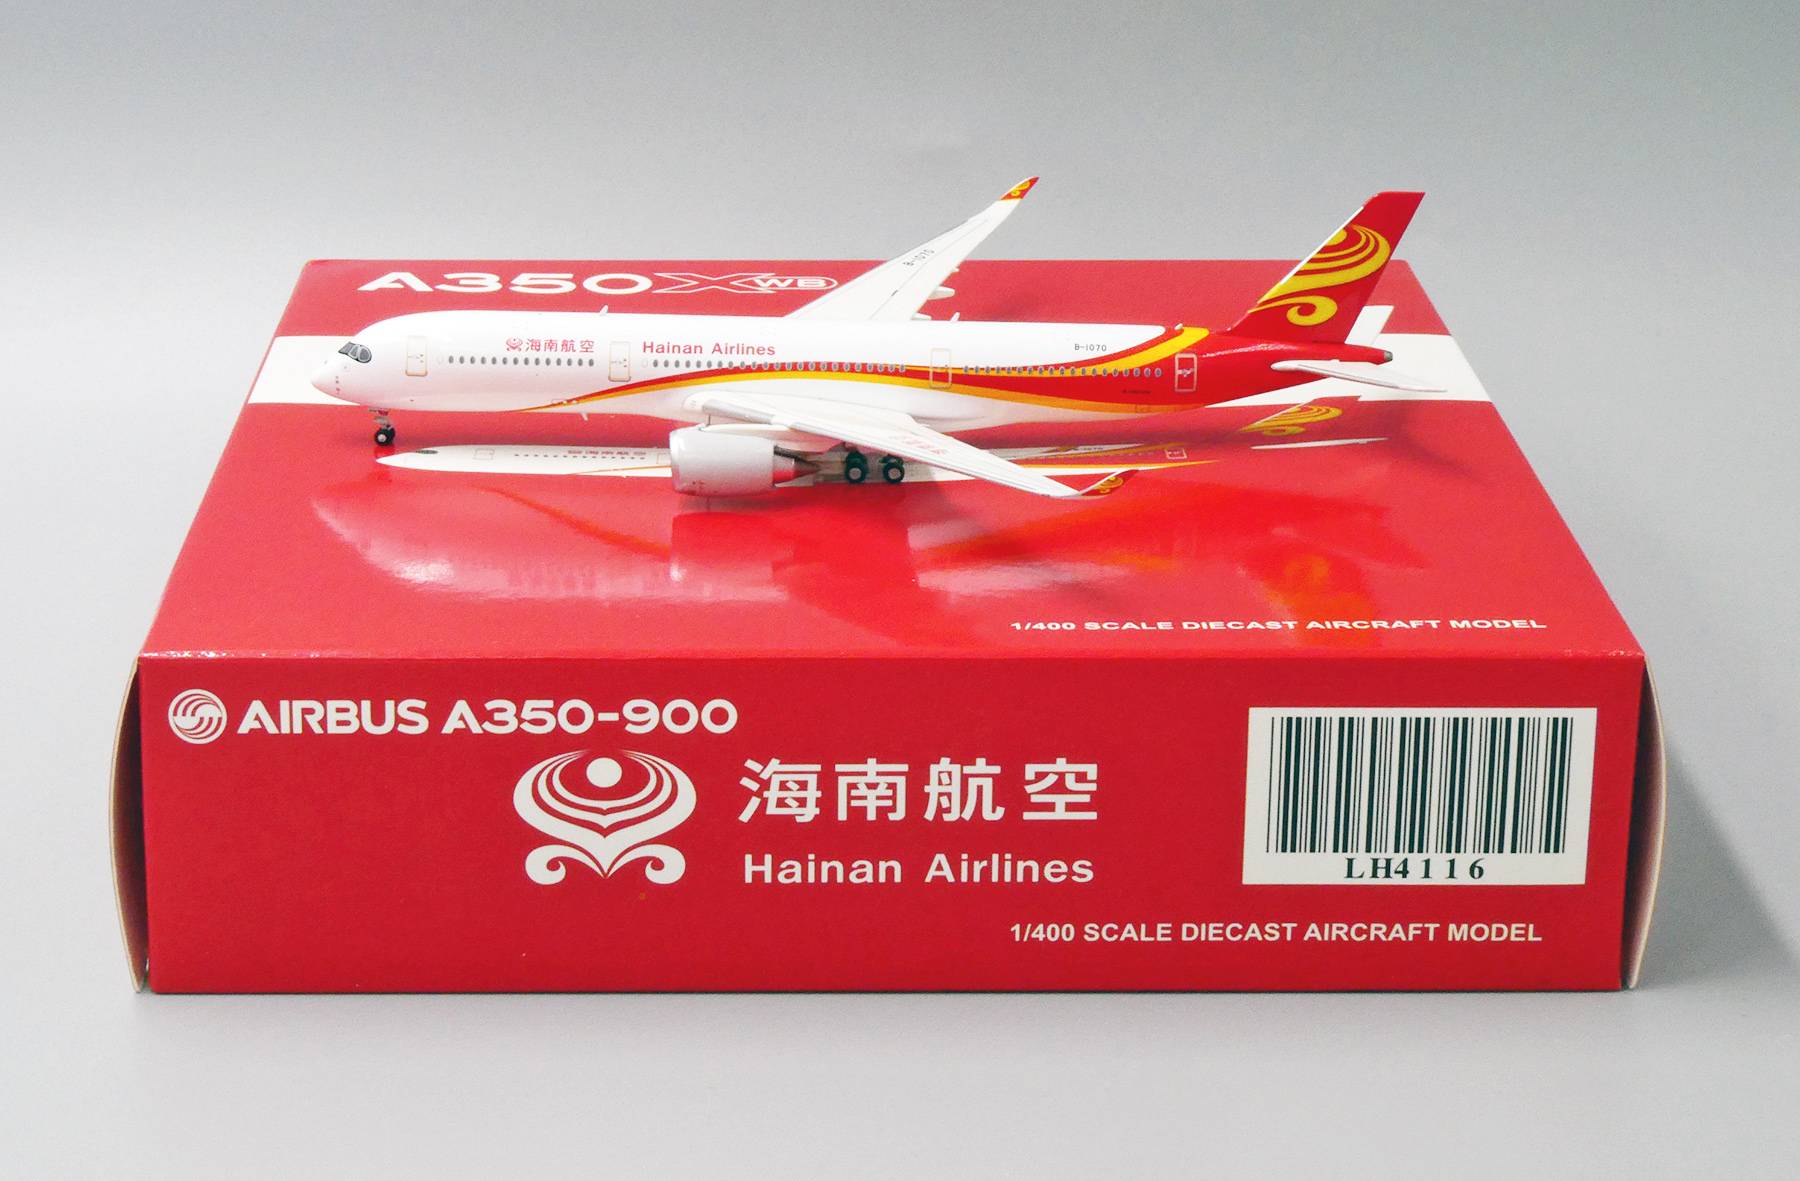 A350XWB
B-1070
海南航空 Hainan Airlines
B-1070
1/400 SCALE DIECAST AIRCRAFT MODEL
AIRBUS A350-900
海南航空
Hainan Airlines
LH4116
1/400 SCALE DIECAST AIRCRAFT MODEL